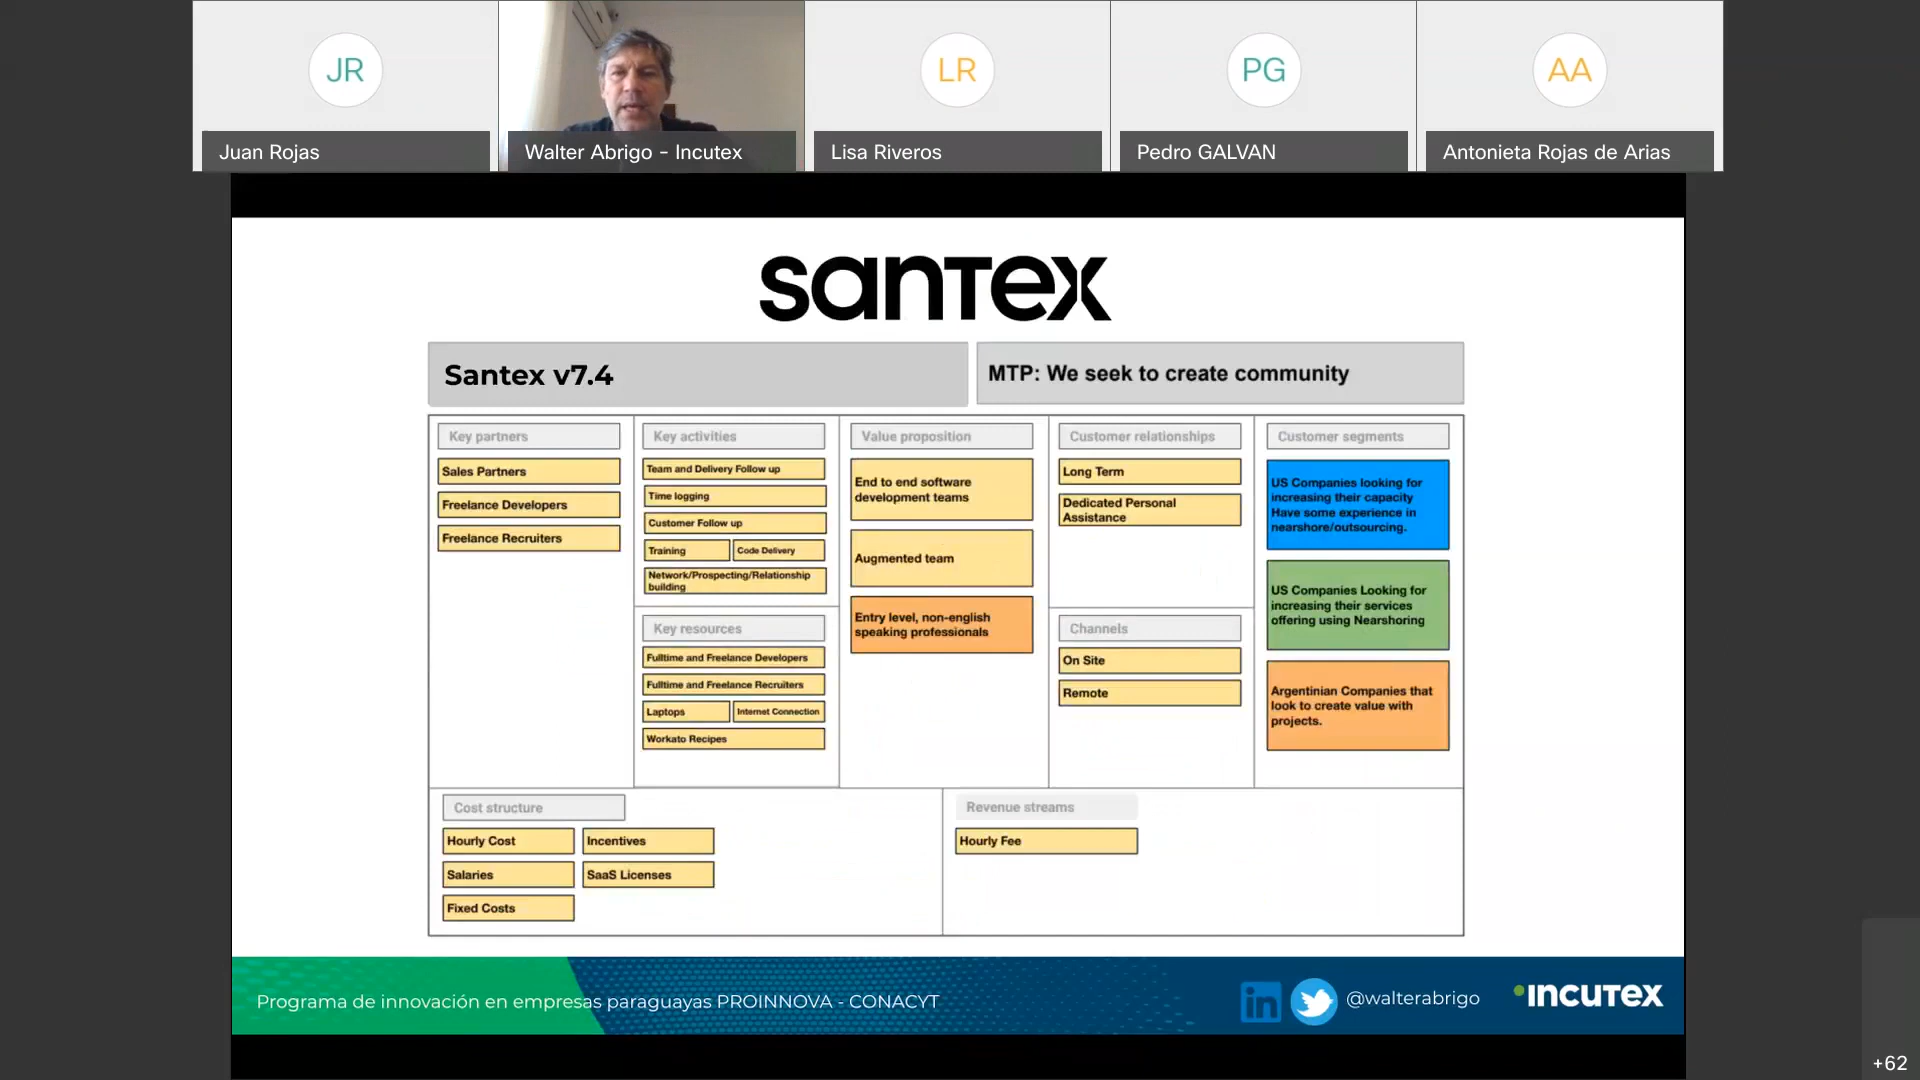 JR
LR
PG
AA
Juan Rojas
Walter Abrigo - Incutex
Lisa Riveros
Pedro GALVAN
Antonieta Rojas de Arias
santex
Santex v7.4
MTP: We seek to create community
Key partners
Sales Partners
Freelance Developers
Freelance Recruiters
Key activities
Team and Delivery Follow up
Time logging
Customer Follow up
Training
Code Delivery
Network/Prospecting/Relationship
building
Key resources
Fulltime and Freelance Developers
Fulltime and Freelance Recruiters
Laptops
Internet Connection
Workato Recipes
Value proposition
End to end software
development teams
Augmented team
Entry level, non-english
speaking professionals
Customer relationships
Long Term
Dedicated Personal
Assistance
Channels
On Site
Remote
Customer segments
US Companies looking for
increasing their capacity
Have some experience in
nearshore/outsourcing.
US Companies Looking for
increasing their services
offering using Nearshoring
Argentinian Companies that
look to create value with
projects.
Cost structure
Hourly Cost
Incentives
Salaries
SaaS Licenses
Fixed Costs
Revenue streams
Hourly Fee
Programa de innovación en empresas paraguayas PROINNOVA - CONACYT
in
@walterabrigo
INCUTEX
+62